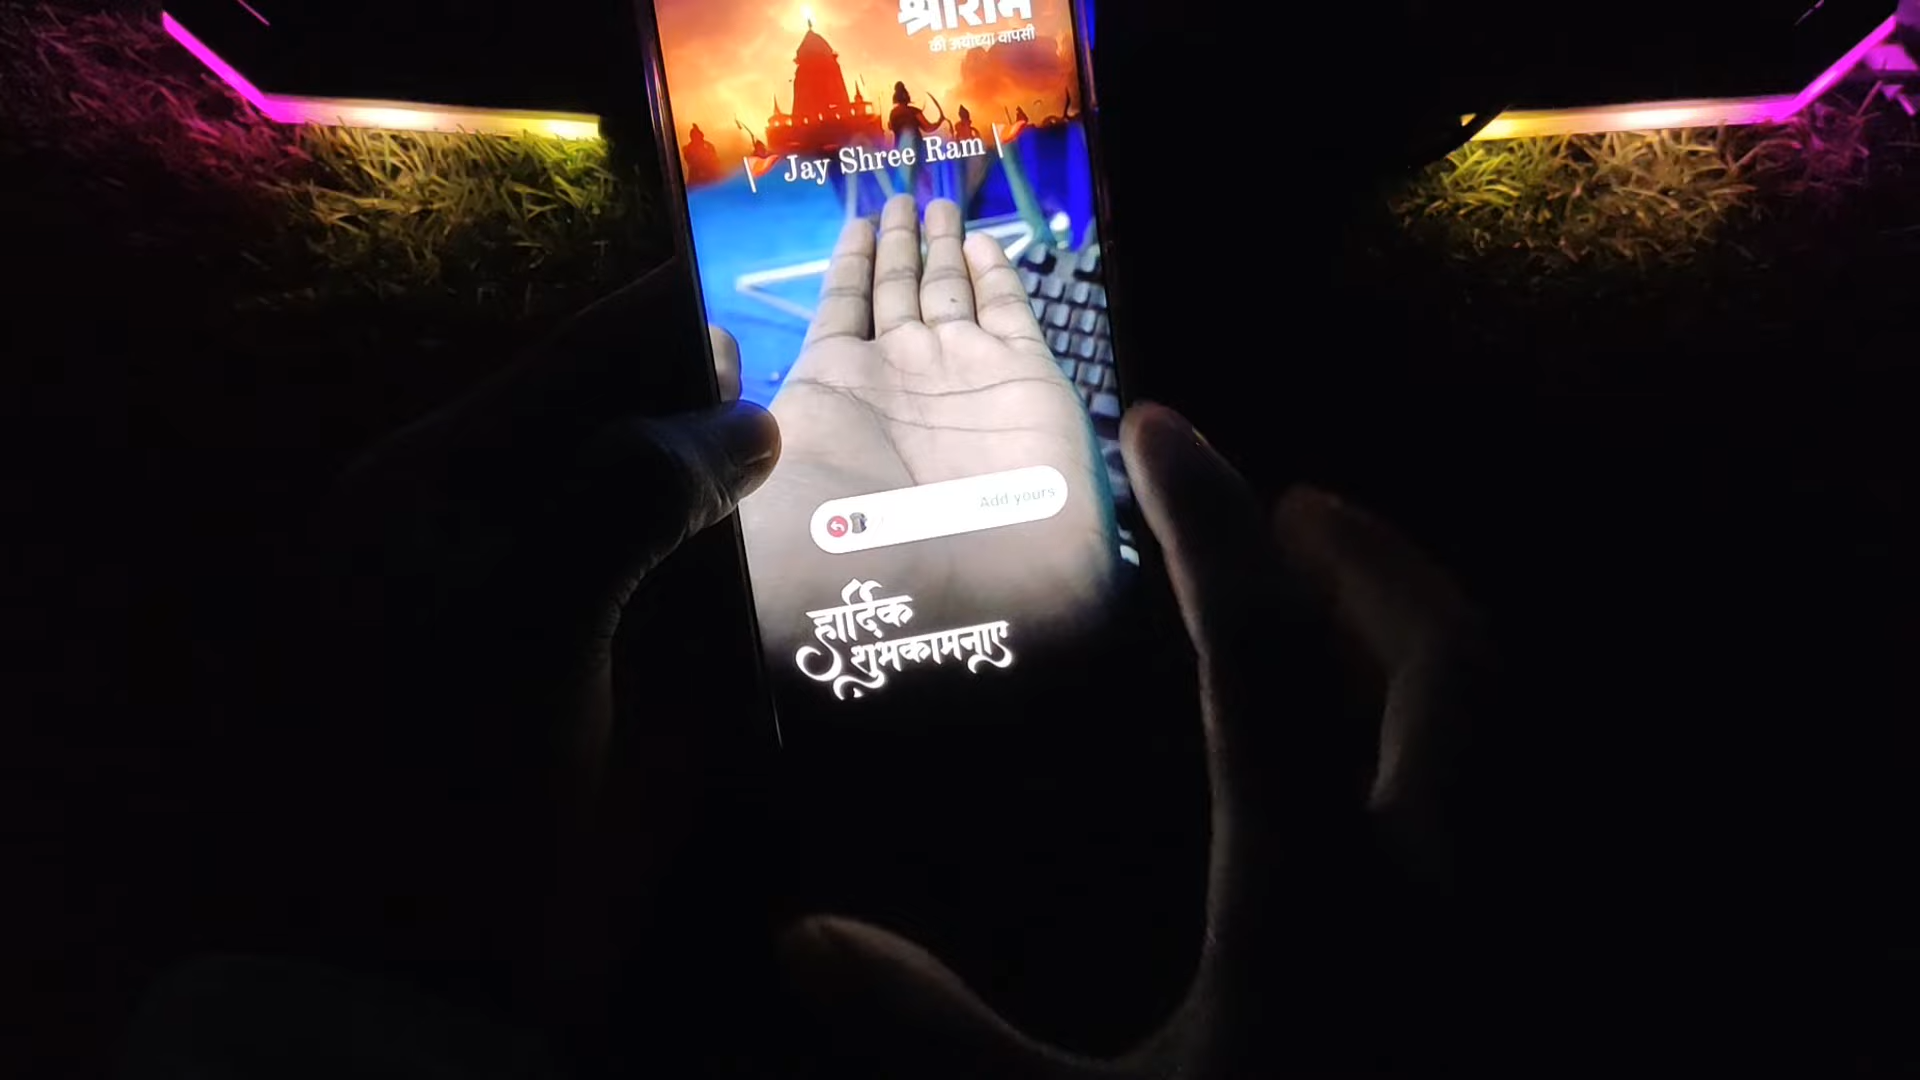 श्रीराम
की अयोध्या वापसी
| Jay Shree Ram |
Add yours
हार्दिक
शुभकामनाए